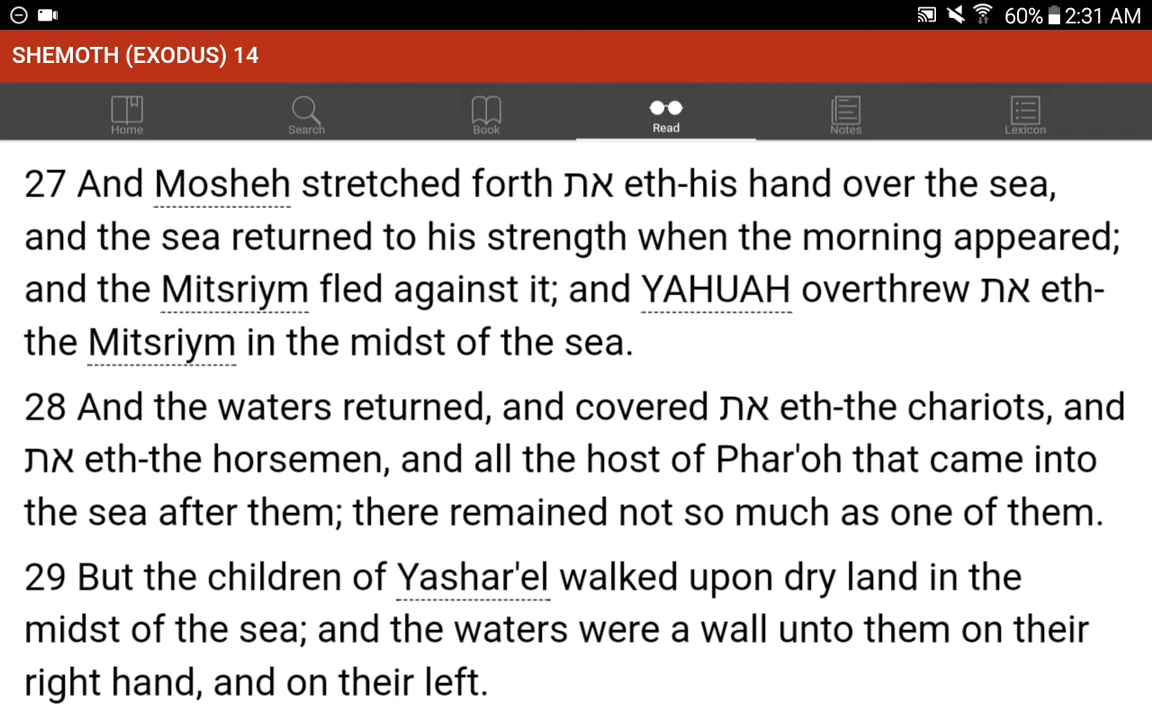 60% 2:31 AM
SHEMOTH (EXODUS) 14
Home Search Book Read Notes Lexicon
27 And Mosheh stretched forth את eth-his hand over the sea,
and the sea returned to his strength when the morning appeared;
and the Mitsriym fled against it; and YAHUAH overthrew את eth-
the Mitsriym in the midst of the sea.
28 And the waters returned, and covered את eth-the chariots, and
את eth-the horsemen, and all the host of Phar'oh that came into
the sea after them; there remained not so much as one of them.
29 But the children of Yashar'el walked upon dry land in the
midst of the sea; and the waters were a wall unto them on their
right hand, and on their left.